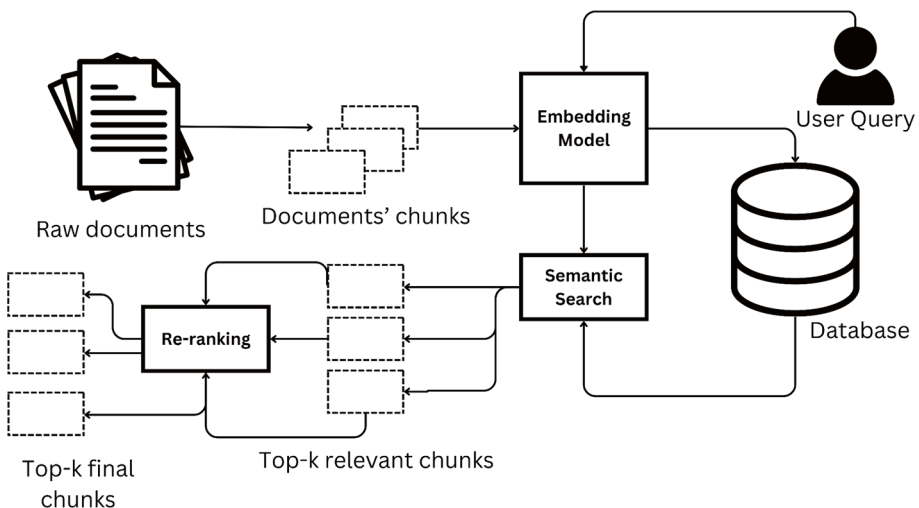 User Query
Embedding
Model
Raw documents
Documents’ chunks
Semantic
Search
Database
Re-ranking
Top-k relevant chunks
Top-k final
chunks